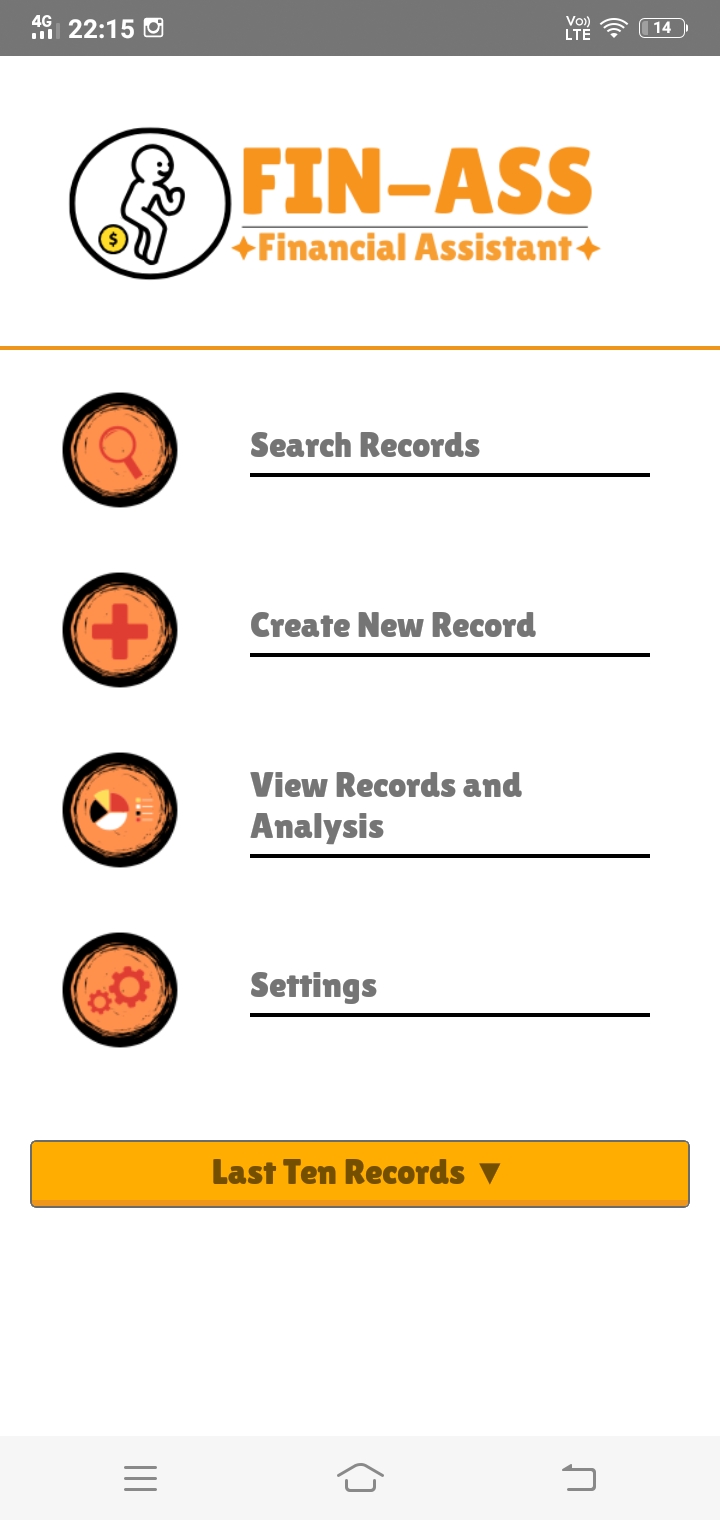 4G 22:15 Vo)) LTE 14
$
FIN-ASS
✦Financial Assistant✦
Search Records
Create New Record
View Records and
Analysis
Settings
Last Ten Records ▼